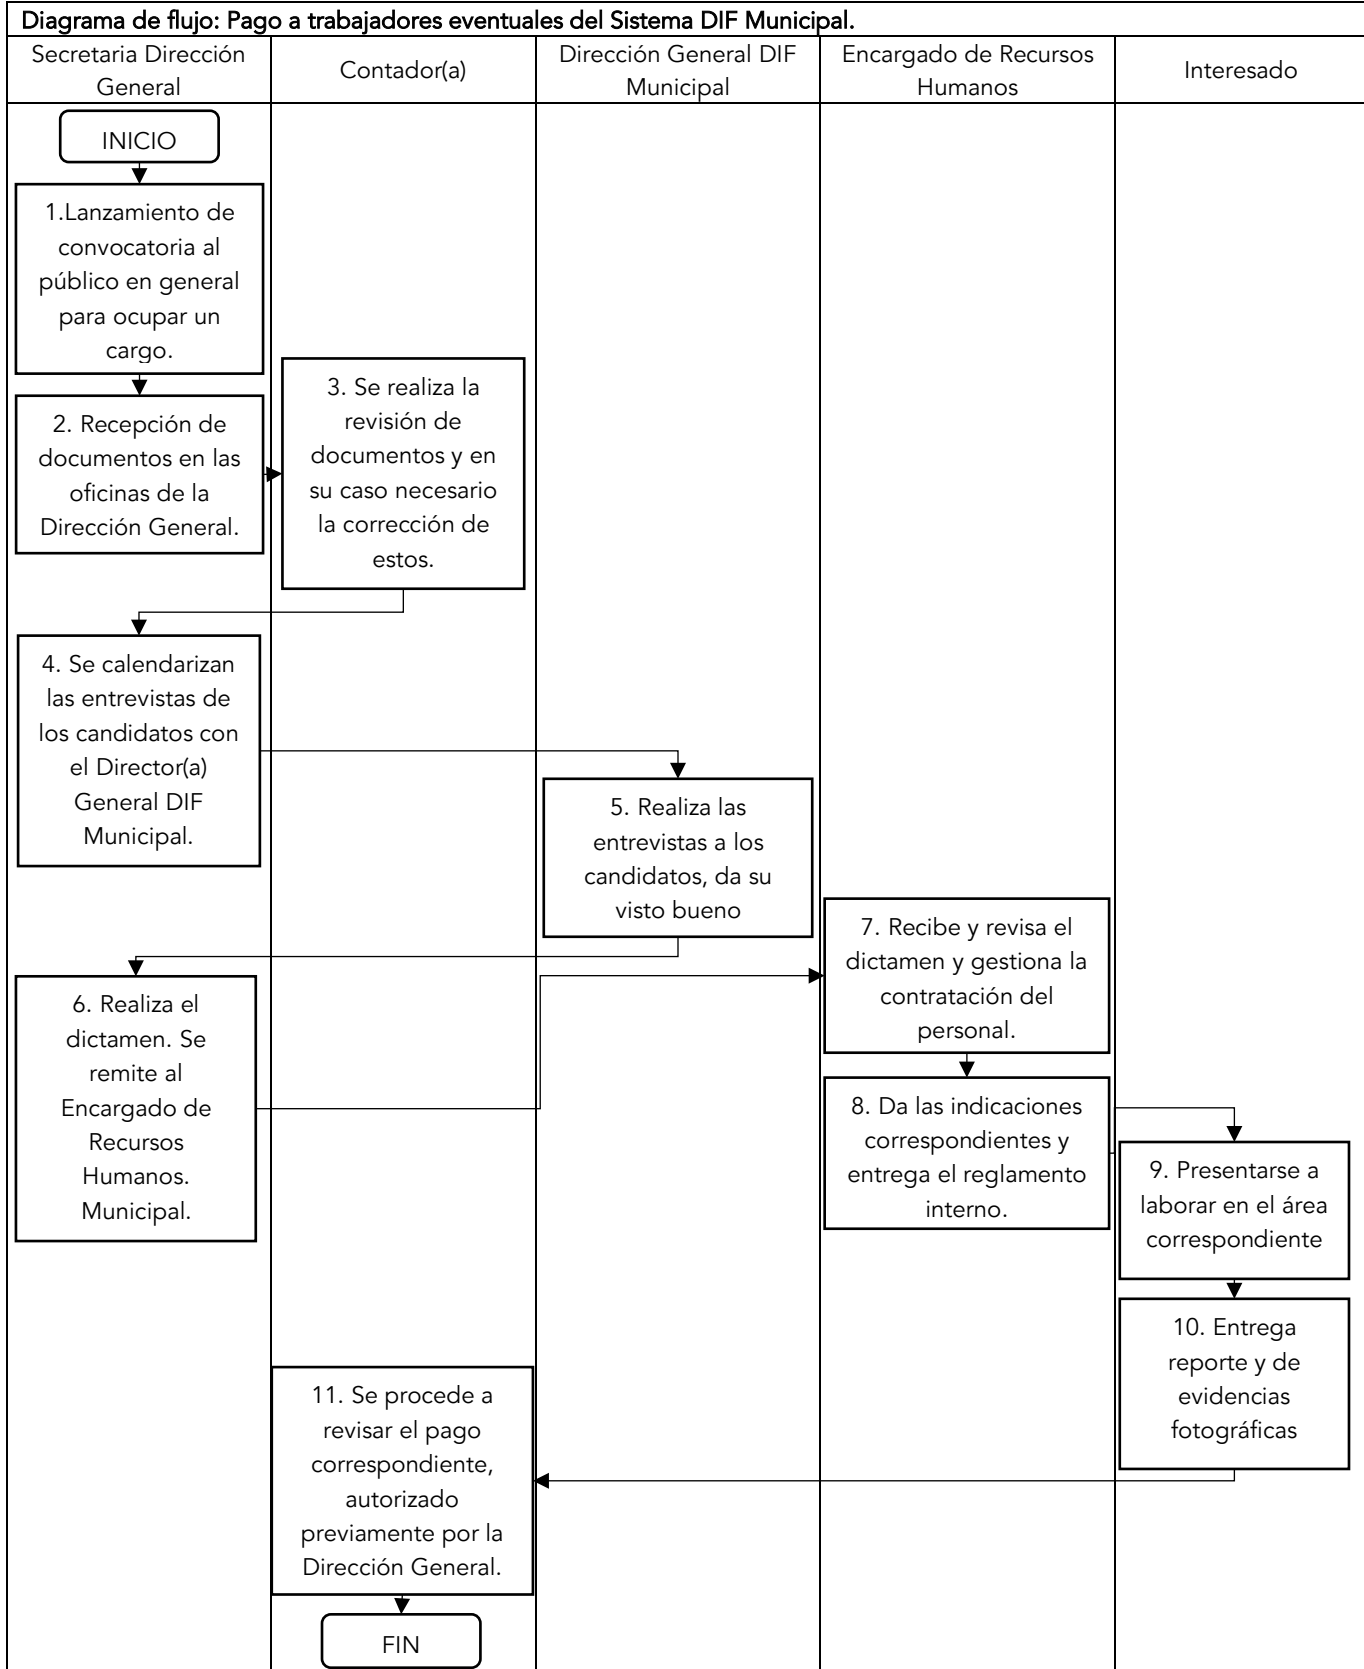 Diagrama de flujo: Pago a trabajadores eventuales del Sistema DIF Municipal.
Secretaria Dirección
General
Contador(a)
Dirección General DIF
Municipal
Encargado de Recursos
Humanos
Interesado
INICIO
1.Lanzamiento de
convocatoria al
público en general
para ocupar un
cargo.
2. Recepción de
documentos en las
oficinas de la
Dirección General.
3. Se realiza la
revisión de
documentos y en
su caso necesario
la corrección de
estos.
4. Se calendarizan
las entrevistas de
los candidatos con
el Director(a)
General DIF
Municipal.
5. Realiza las
entrevistas a los
candidatos, da su
visto bueno
6. Realiza el
dictamen. Se
remite al
Encargado de
Recursos
Humanos.
Municipal.
7. Recibe y revisa el
dictamen y gestiona la
contratación del
personal.
8. Da las indicaciones
correspondientes y
entrega el reglamento
interno.
9. Presentarse a
laborar en el área
correspondiente
10. Entrega
reporte y de
evidencias
fotográficas
11. Se procede a
revisar el pago
correspondiente,
autorizado
previamente por la
Dirección General.
FIN